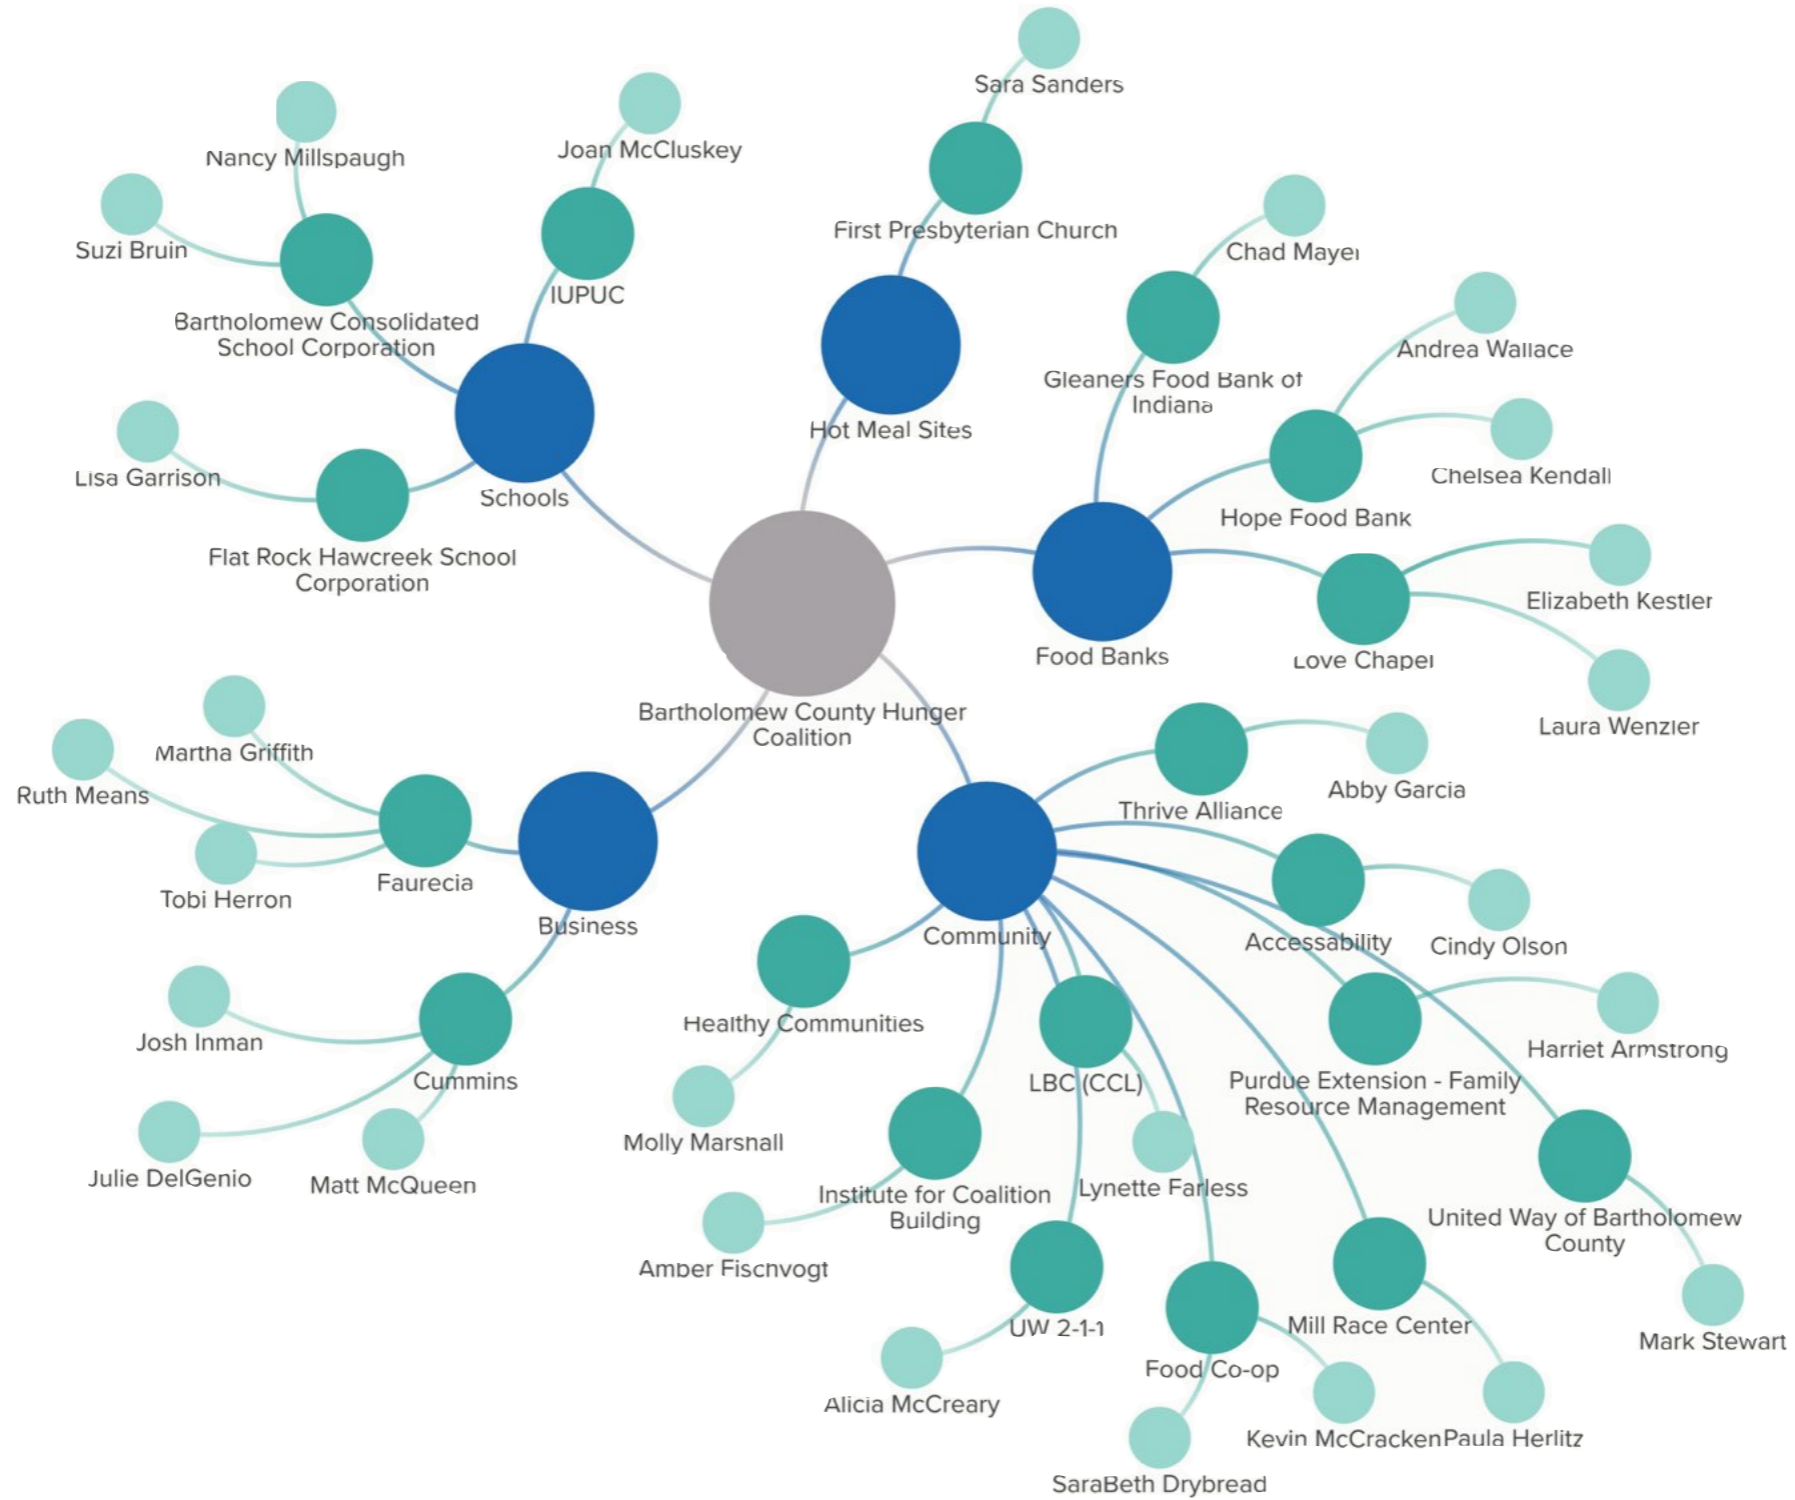 Sara Sanders
Nancy Millspaugh
Joan McCluskey
First Presbyterian Church
Suzi Bruin
Chad Mayer
IUPUC
Bartholomew Consolidated
School Corporation
Andrea Wallace
Gleaners Food Bank of
Indiana
Hot Meal Sites
Lisa Garrison
Schools
Chelsea Kendall
Hope Food Bank
Flat Rock Hawcreek School
Corporation
Elizabeth Kestler
Food Banks
Love Chapel
Bartholomew County Hunger
Coalition
Laura Wenzler
Martha Griffith
Ruth Means
Abby Garcia
Thrive Alliance
Faurecia
Tobi Herron
Business
Community
Accessability
Cindy Olson
Healthy Communities
Josh Inman
Harriet Armstrong
Cummins
LBC (CCL)
Purdue Extension - Family
Resource Management
Molly Marshall
Julie DelGenio
Matt McQueen
Institute for Coalition
Building
Lynette Farless
United Way of Bartholomew
County
Amber Fischvogt
UW 2-1-1
Mill Race Center
Mark Stewart
Food Co-op
Alicia McCreary
Kevin McCracken
Paula Herlitz
SaraBeth Drybread